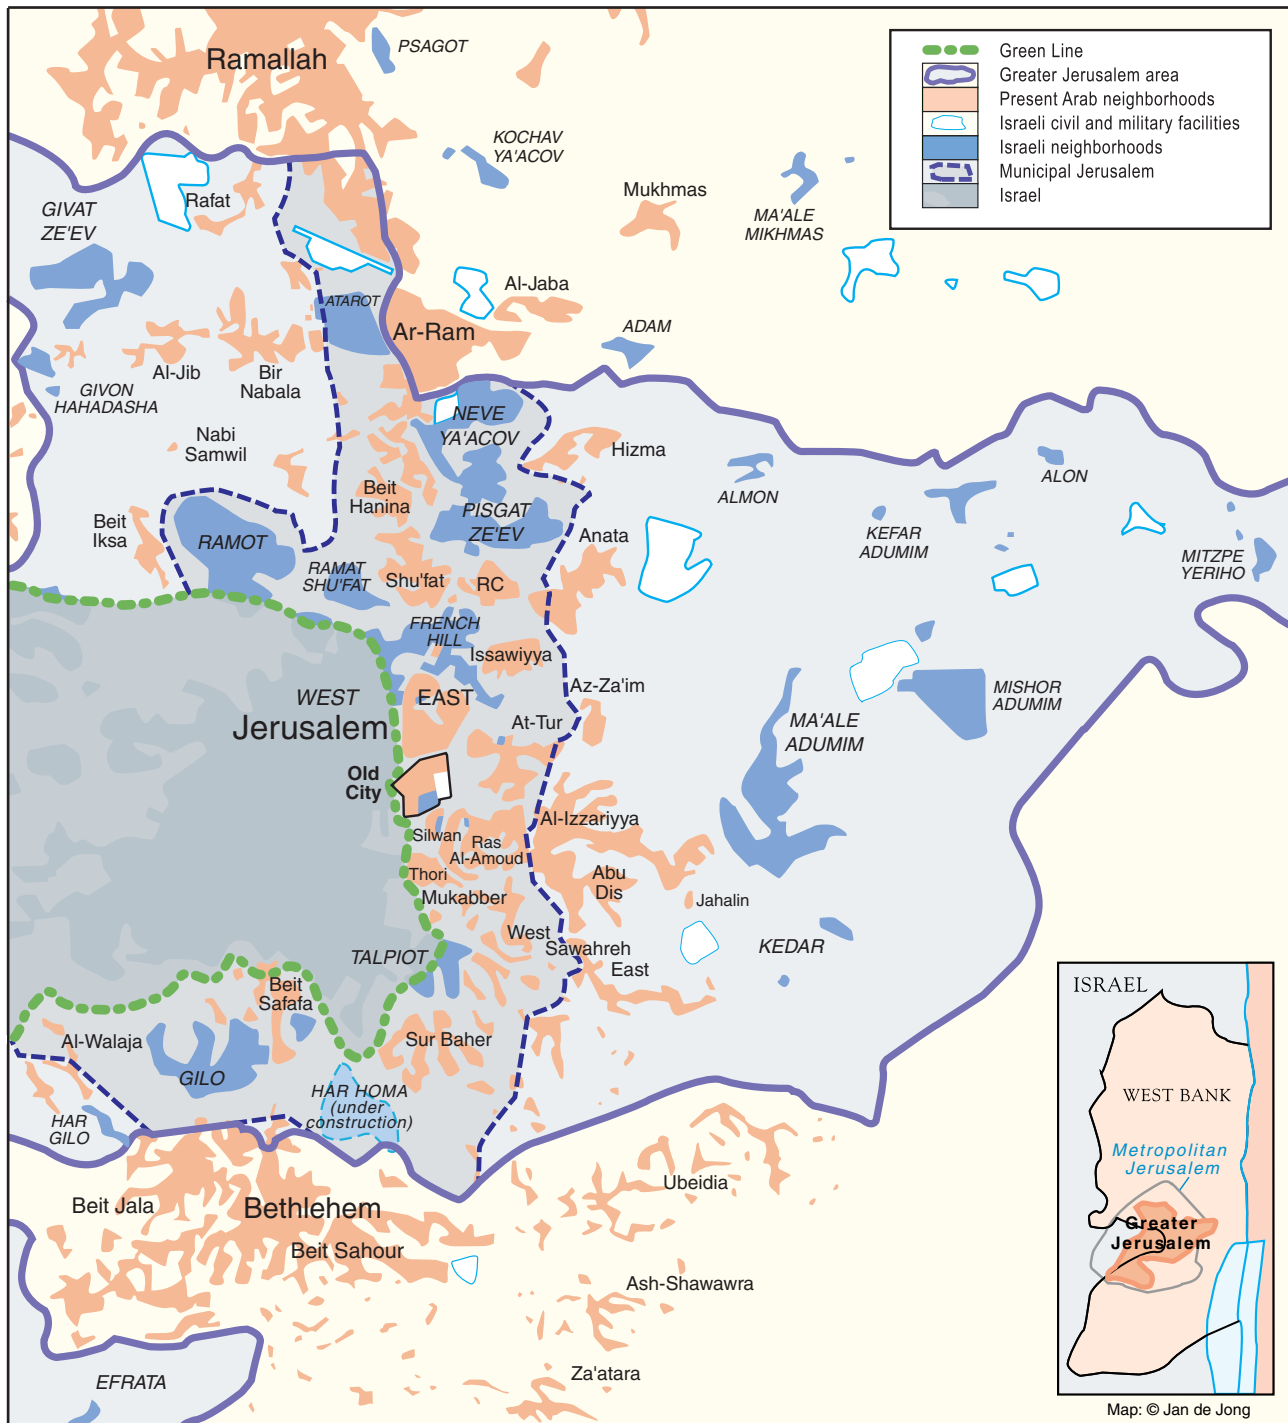 Ramallah
PSAGOT
Green Line
Greater Jerusalem area
Present Arab neighborhoods
Israeli civil and military facilities
Israeli neighborhoods
Municipal Jerusalem
Israel
KOCHAV
YA'ACOV
Rafat
Mukhmas
GIVAT
ZE'EV
MA'ALE
MIKHMAS
Al-Jaba
ATAROT
Ar-Ram
ADAM
Al-Jib
Bir
Nabala
GIVON
HAHADASHA
NEVE
YA'ACOV
Nabi
Samwil
Hizma
ALMON
ALON
Beit
Hanina
PISGAT
ZE'EV
Beit
Iksa
RAMOT
Anata
KEFAR
ADUMIM
MITZPE
YERIHO
RAMAT
SHU'FAT
Shu'fat
RC
FRENCH
HILL
Issawiyya
Az-Za'im
WEST
EAST
Jerusalem
At-Tur
MA'ALE
ADUMIM
MISHOR
ADUMIM
Old
City
Al-Izzariyya
Silwan
Ras
Al-Amoud
Thori
Abu
Dis
Mukabber
Jahalin
West
Sawahreh
East
TALPIOT
KEDAR
Beit
Safafa
Al-Walaja
Sur Baher
GILO
HAR HOMA
(under
construction)
HAR
GILO
Beit Jala
Bethlehem
Beit Sahour
Ubeidia
Ash-Shawawra
Za'atara
EFRATA
ISRAEL
WEST BANK
Metropolitan
Jerusalem
Greater
Jerusalem
Map: © Jan de Jong